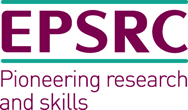 EPSRC
Pioneering research
and skills